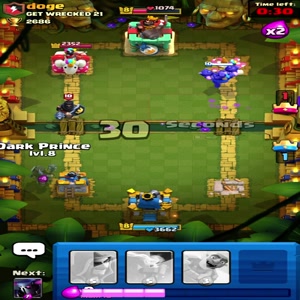 doge
GET WRECKED 21
2686
1074
Time left:
0:30
x2
2352
30 Seconds
Dark Prince
lvl.8
3662
Next: